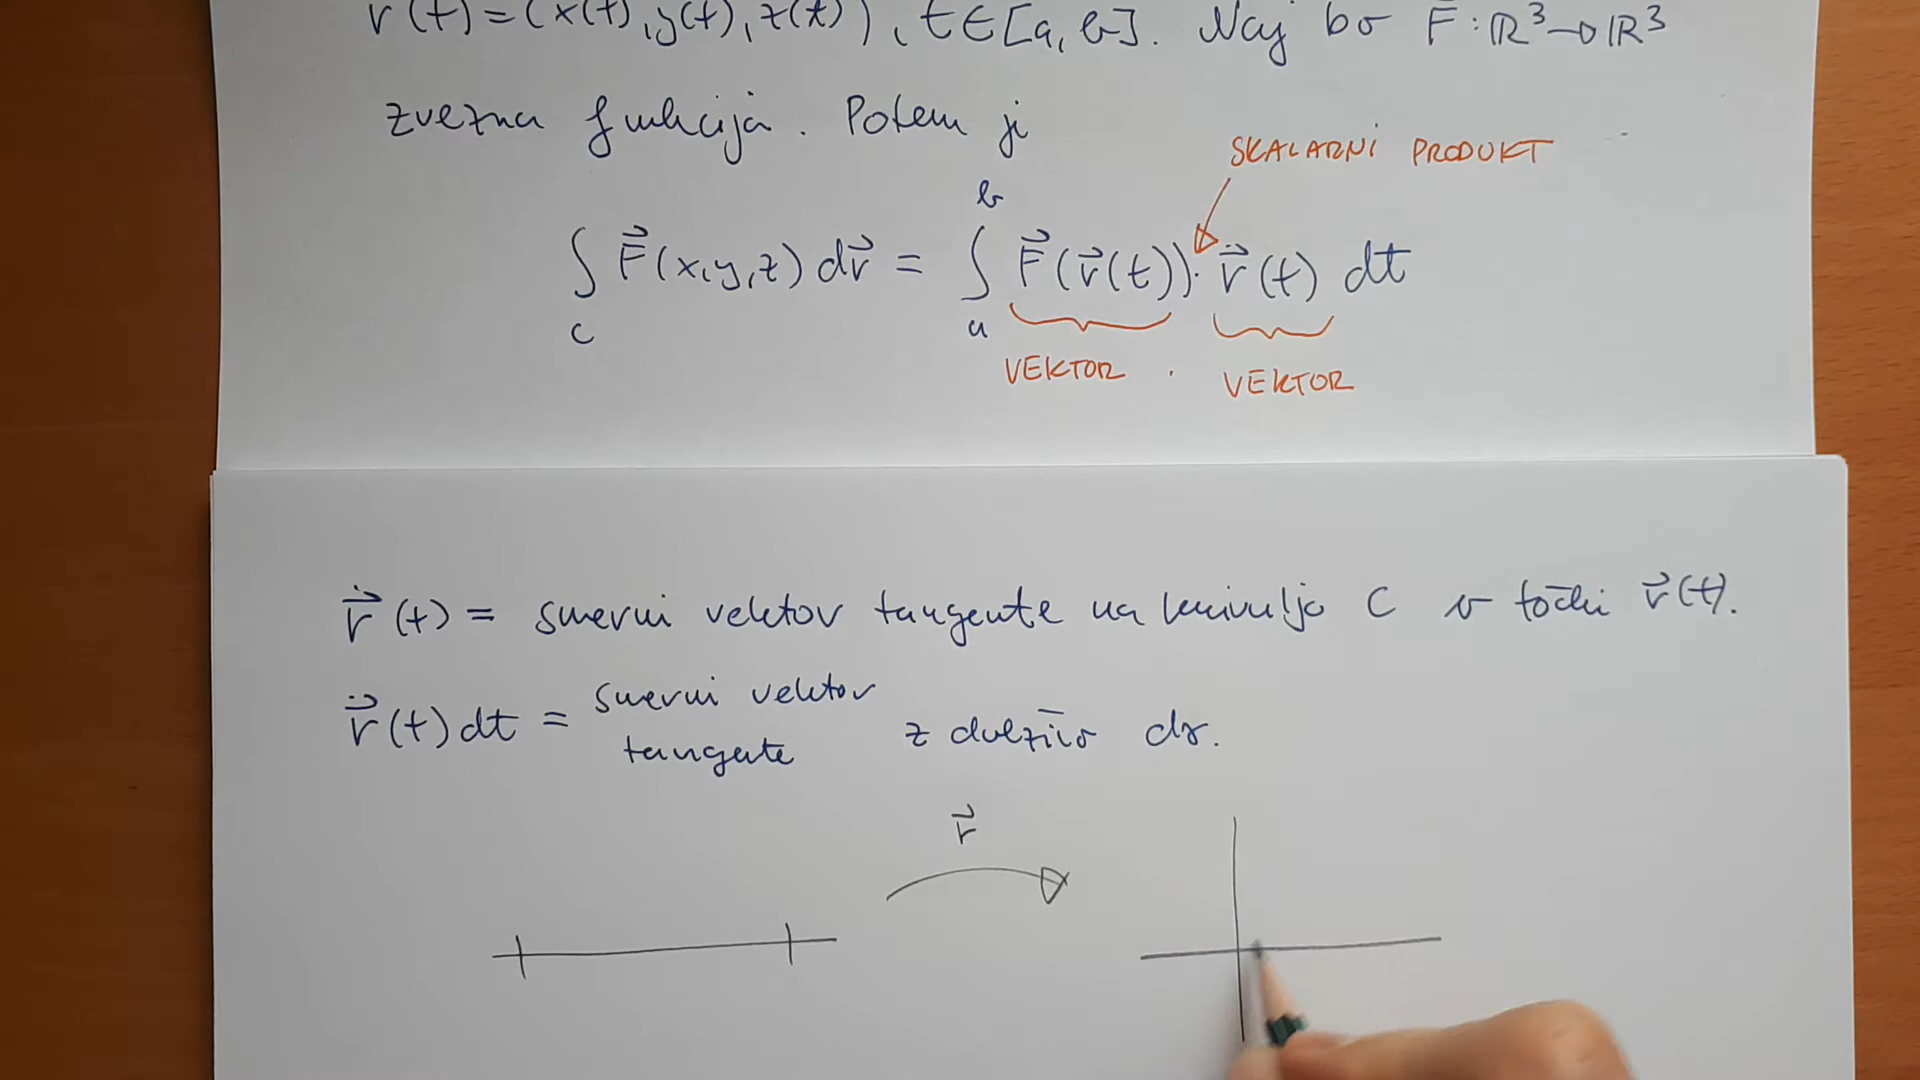 r(t)=(x(t),y(t),z(t)), t∈[a,b]. Naj bo F:ℝ³→ℝ³
zvezna funkcija. Potem je
SKALARNI PRODUKT
∫_C F⃗(x,y,z) dr⃗ = ∫_a^b F⃗(r⃗(t)) · ṙ⃗(t) dt
VEKTOR · VEKTOR
ṙ⃗(t) = smerni vektor tangente na krivuljo C v točki r⃗(t).
ṙ⃗(t)dt = smerni vektor tangente z dolžino ds.
r⃗